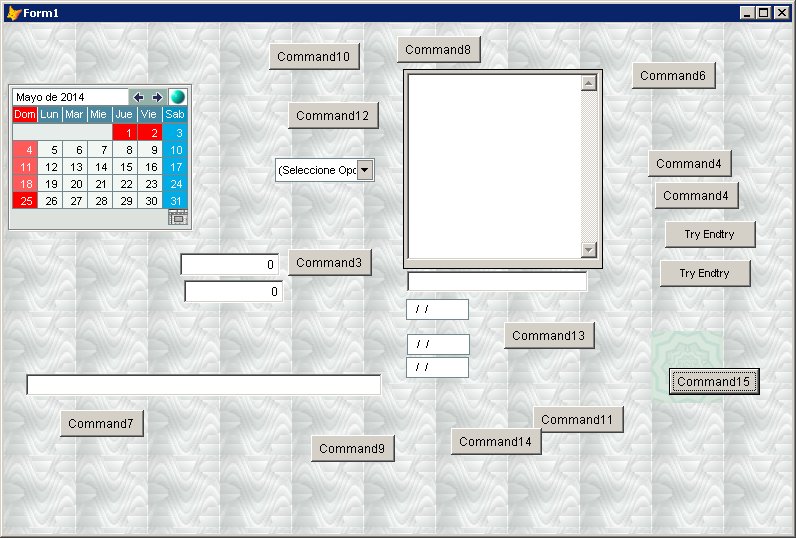 Form1
Command10
Command8
Command6
Mayo de 2014
Dom Lun Mar Mie Jue Vie Sab
1 2 3
4 5 6 7 8 9 10
11 12 13 14 15 16 17
18 19 20 21 22 23 24
25 26 27 28 29 30 31
Command12
(Seleccione Opc
Command4
Command4
Try Endtry
Try Endtry
0
Command3
0
/ /
/ /
/ /
Command13
Command15
Command7
Command9
Command14
Command11